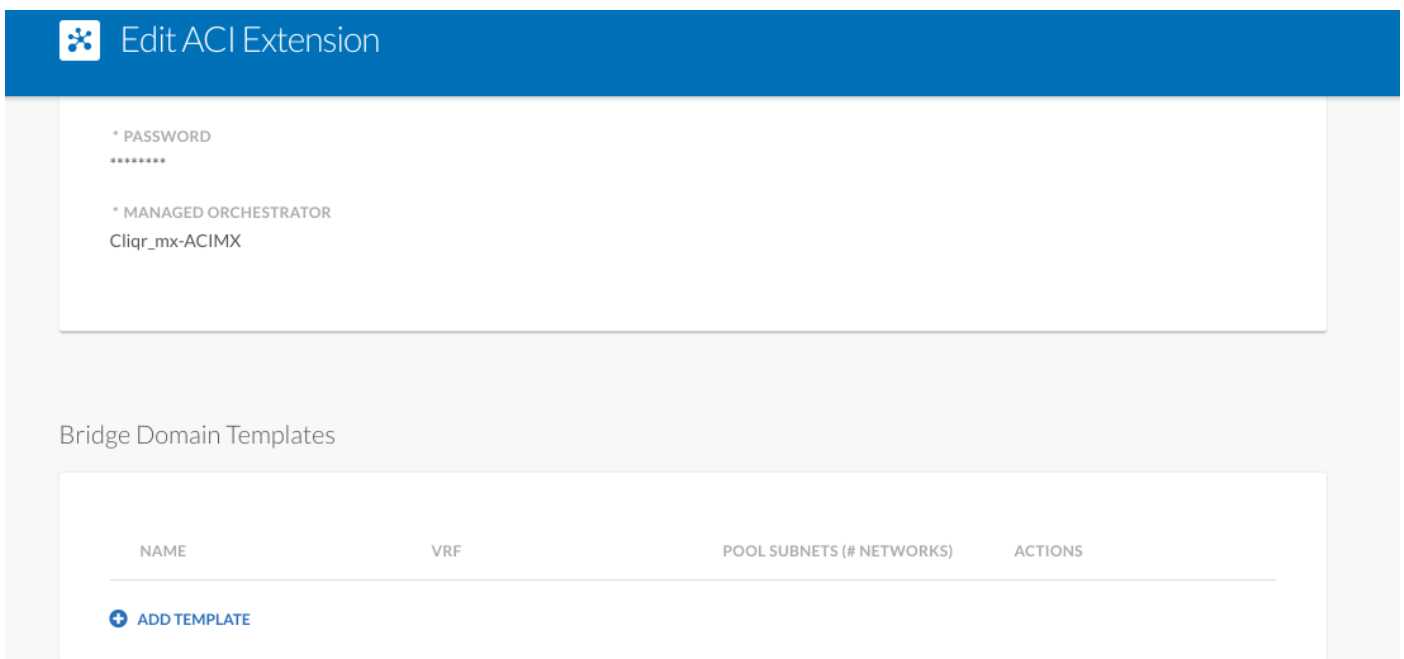 Edit ACI Extension
* PASSWORD
********
* MANAGED ORCHESTRATOR
Cliqr_mx-ACIMX
Bridge Domain Templates
NAME VRF POOL SUBNETS (# NETWORKS) ACTIONS
ADD TEMPLATE